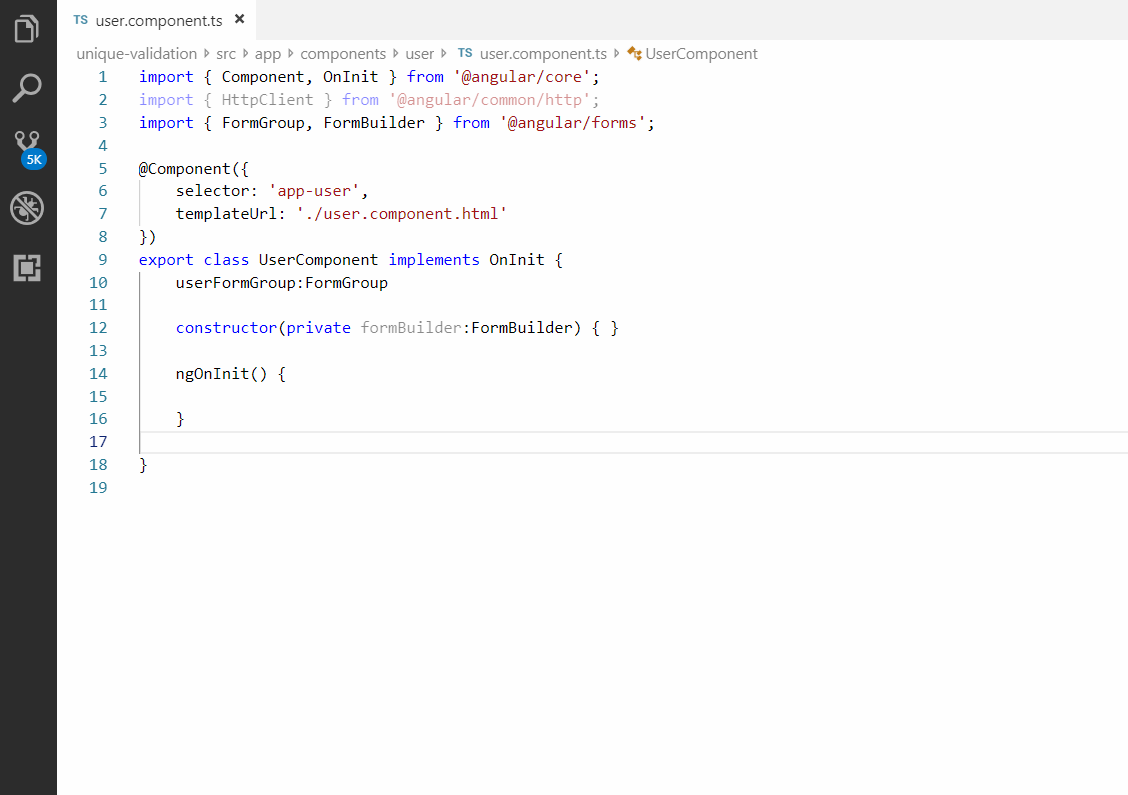 TS user.component.ts ×
unique-validation src app components user TS user.component.ts UserComponent
1 import { Component, OnInit } from '@angular/core';
2 import { HttpClient } from '@angular/common/http';
3 import { FormGroup, FormBuilder } from '@angular/forms';
4
5 @Component({
6 selector: 'app-user',
7 templateUrl: './user.component.html'
8 })
9 export class UserComponent implements OnInit {
10 userFormGroup:FormGroup
11
12 constructor(private formBuilder:FormBuilder) { }
13
14 ngOnInit() {
15
16 }
17
18 }
19
5K